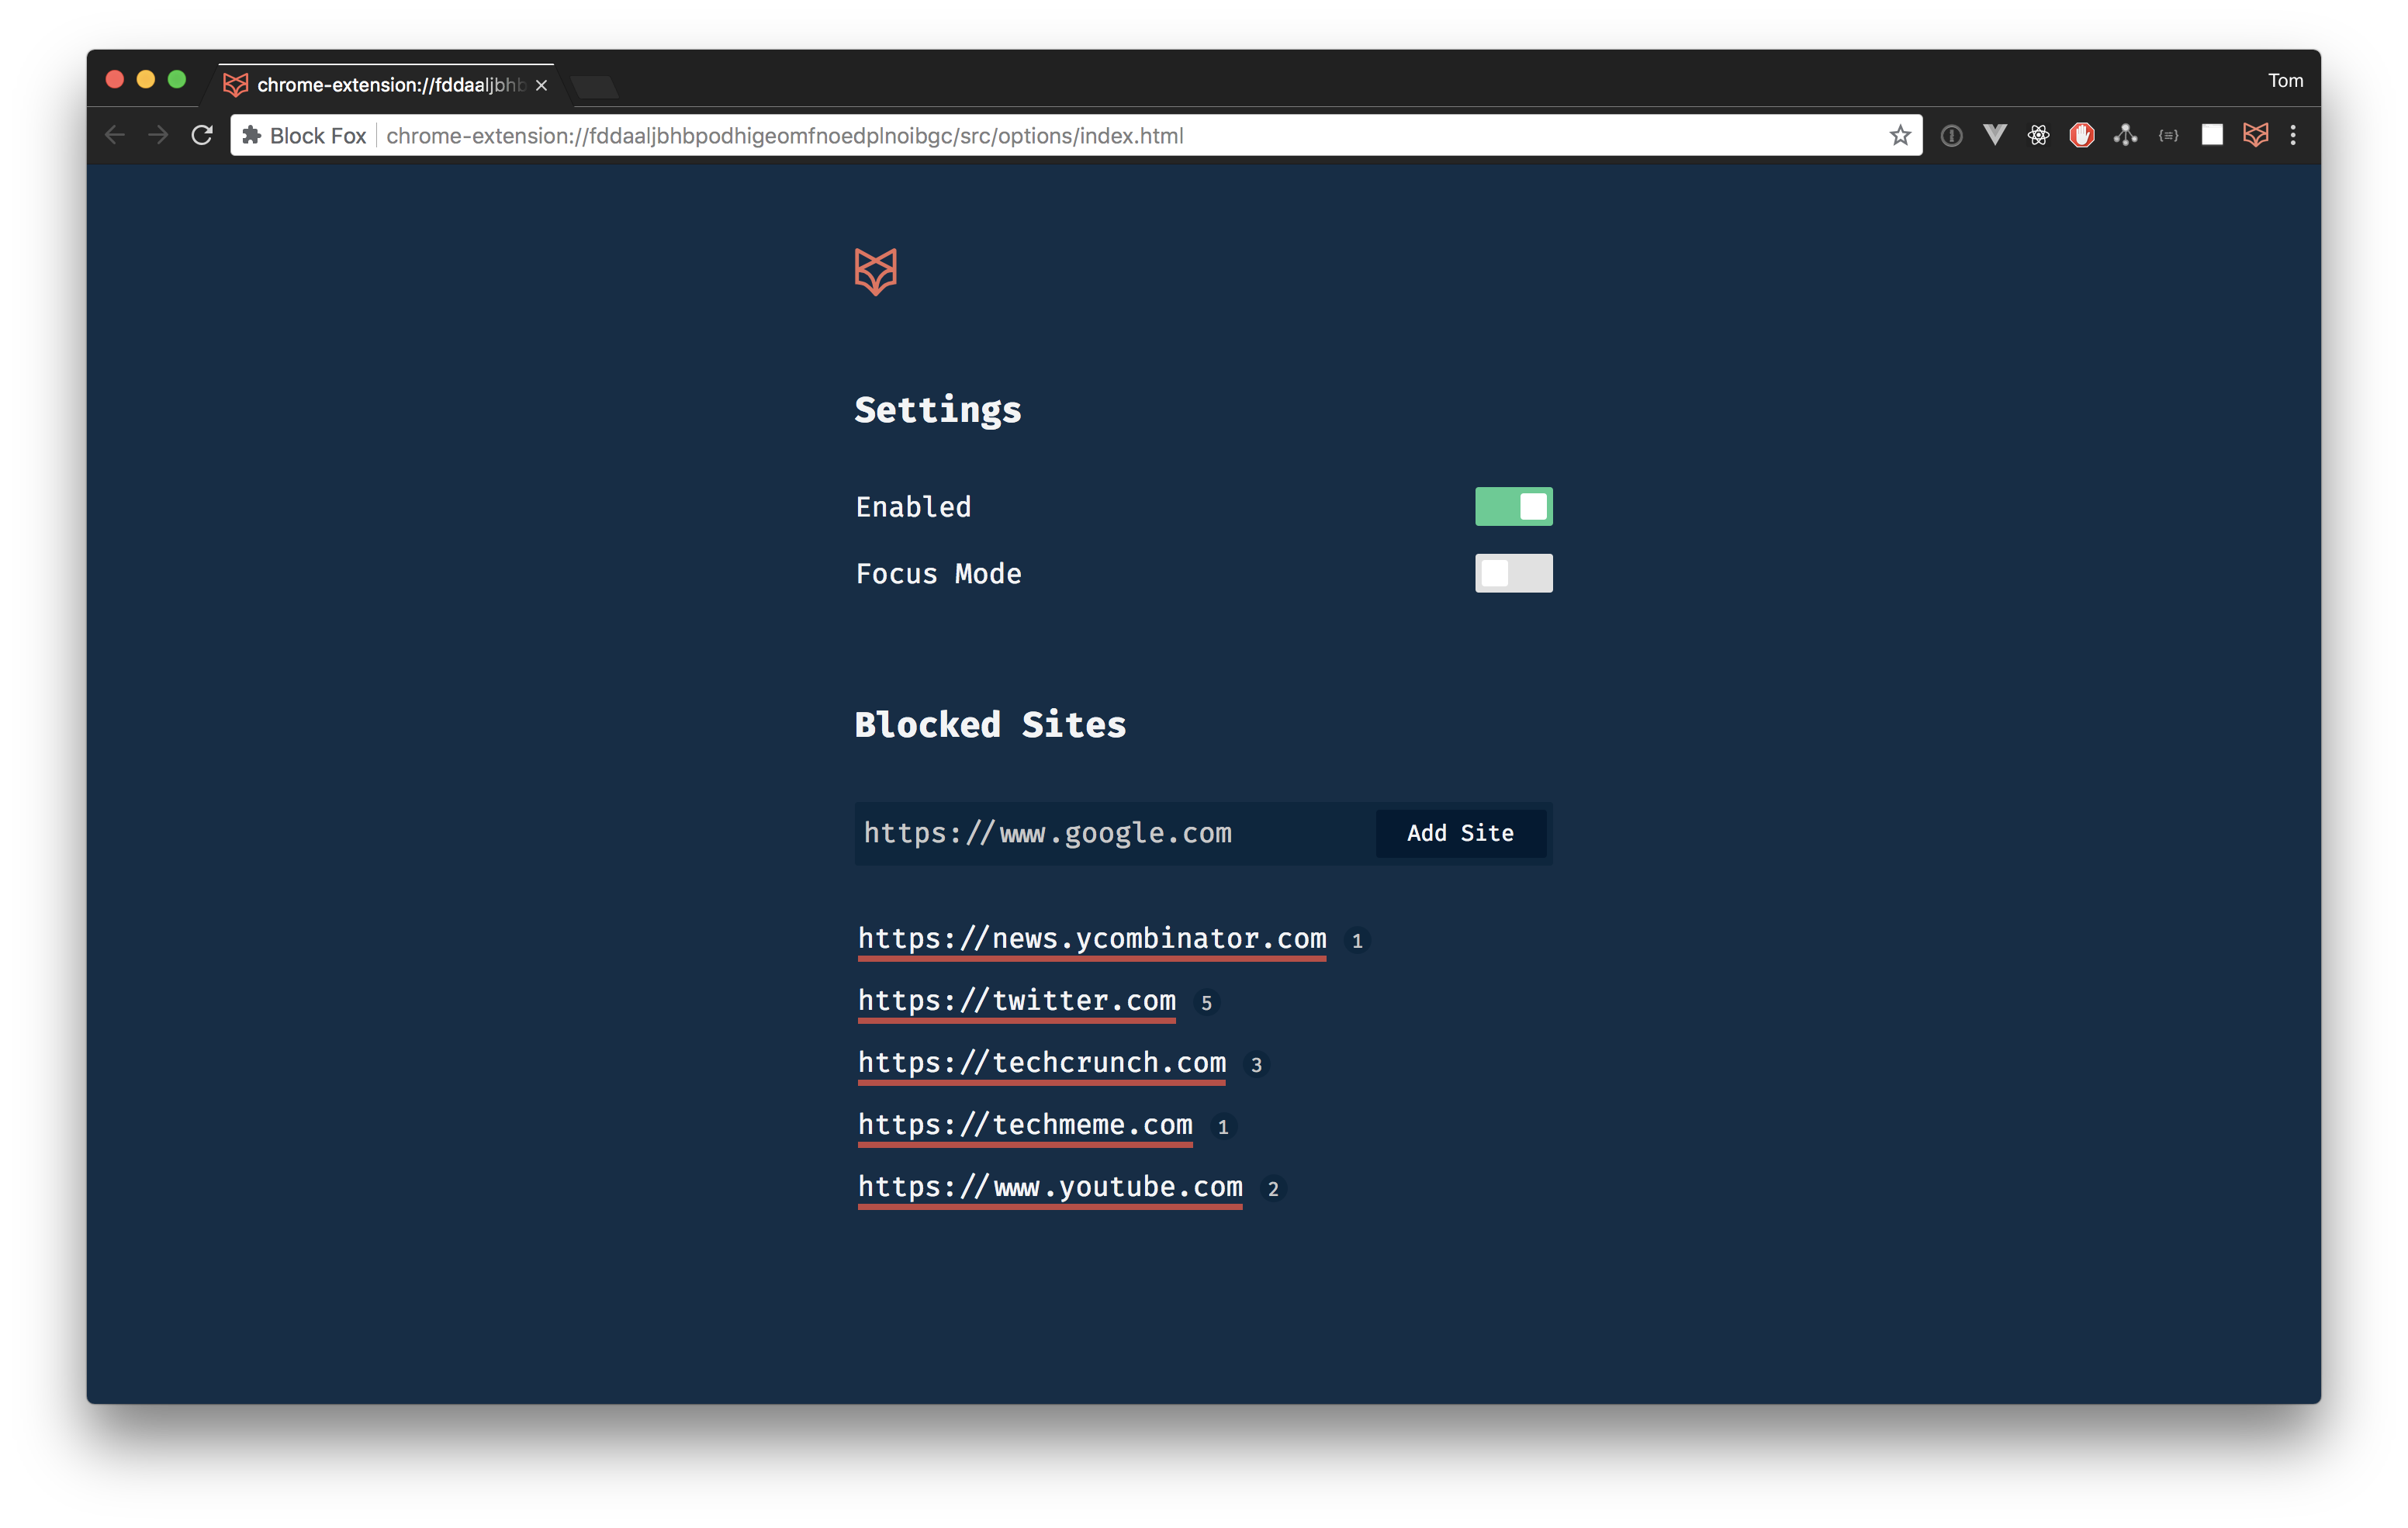 chrome-extension://fddaaljbhb
Tom
Block Fox chrome-extension://fddaaljbhbpodhigeomfnoedplnoibgc/src/options/index.html
Settings
Enabled
Focus Mode
Blocked Sites
https://www.google.com Add Site
https://news.ycombinator.com 1
https://twitter.com 5
https://techcrunch.com 3
https://techmeme.com 1
https://www.youtube.com 2